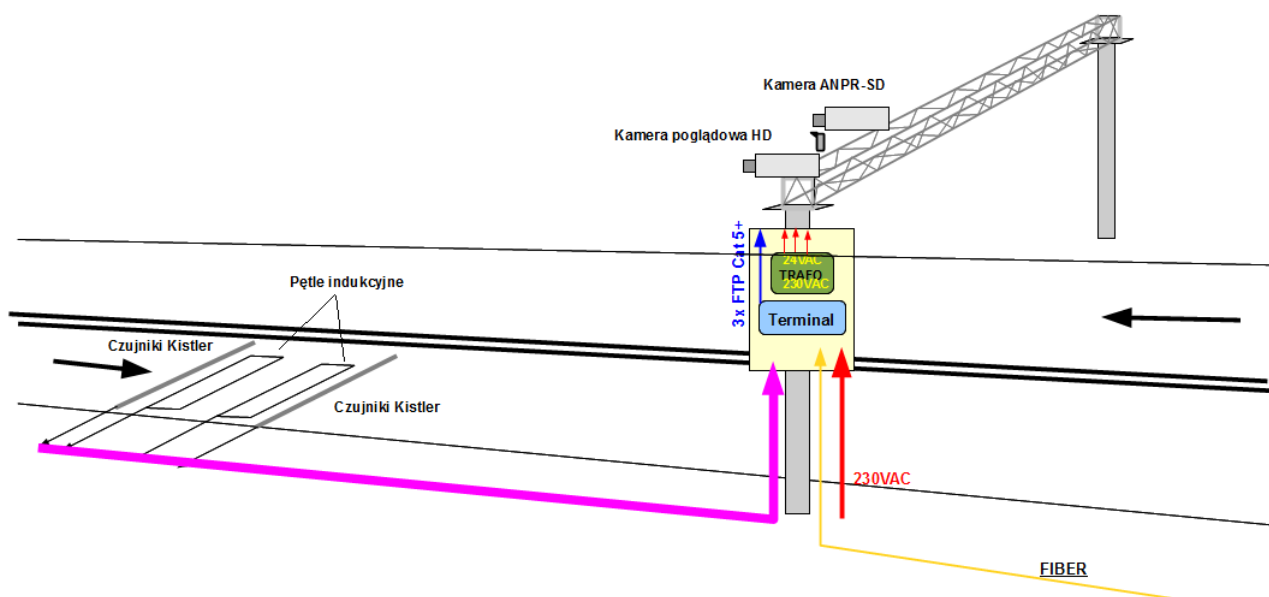 Kamera ANPR-SD
Kamera poglądowa HD
3x FTP Cat 5+
24VAC
TRAFO
230VAC
Terminal
Pętle indukcyjne
Czujniki Kistler
Czujniki Kistler
230VAC
FIBER